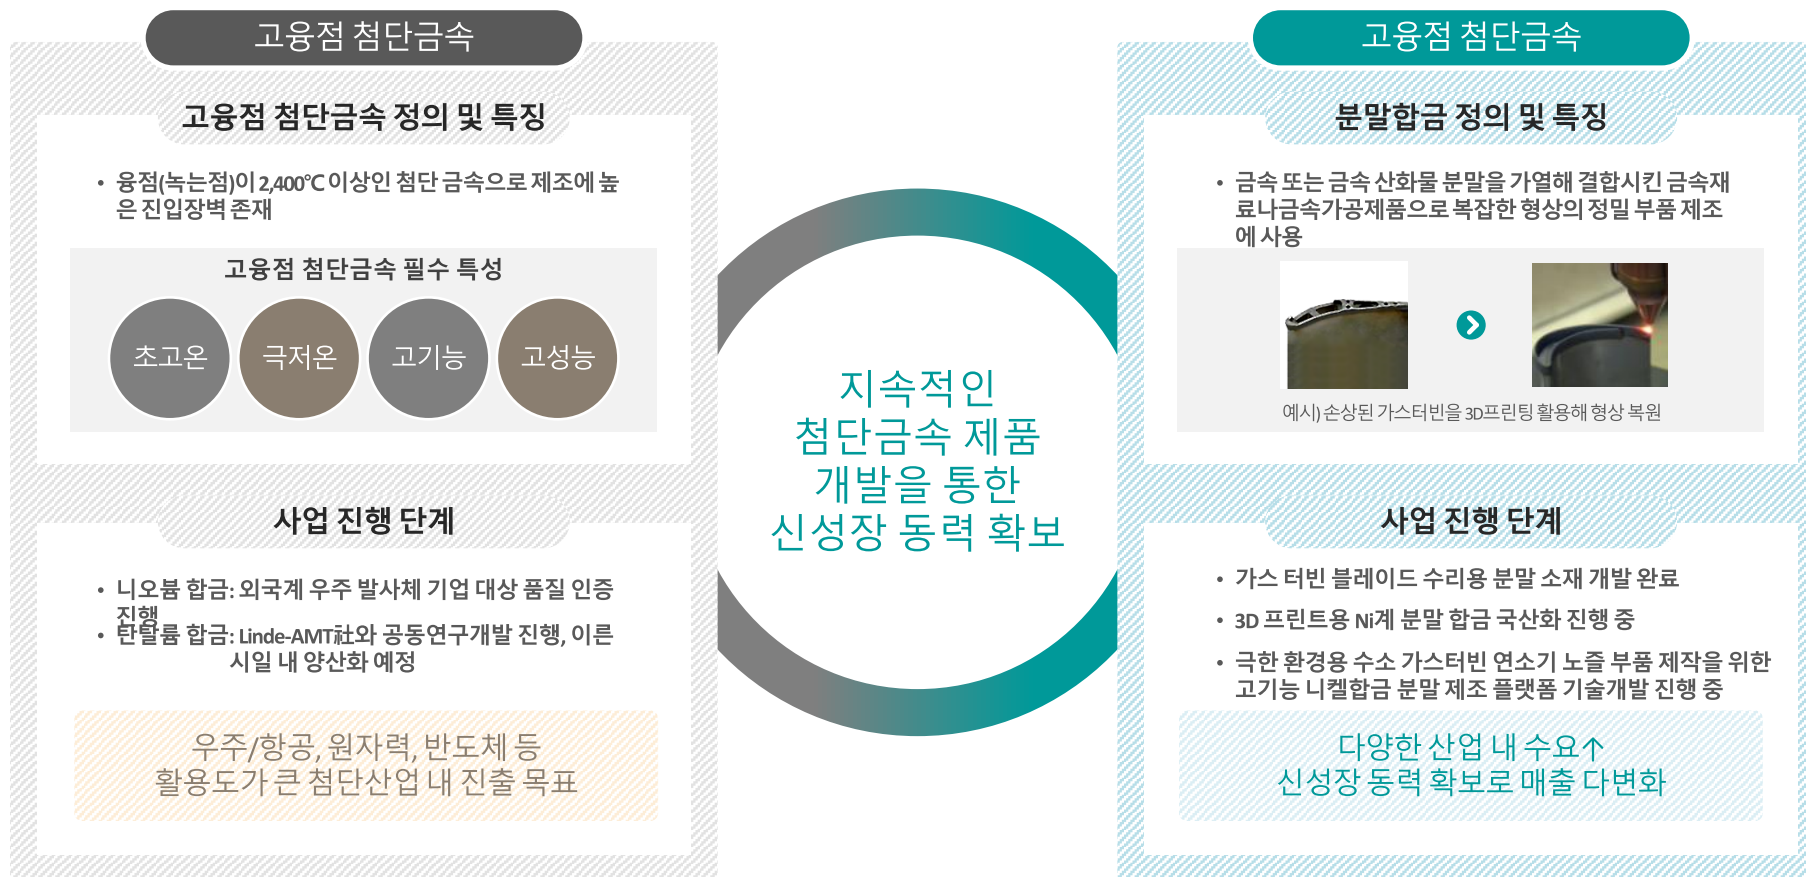 고융점 첨단금속
고융점 첨단금속 정의 및 특징
• 융점(녹는점)이 2,400℃ 이상인 첨단 금속으로 제조에 높
은 진입장벽 존재
고융점 첨단금속 필수 특성
초고온
극저온
고기능
고성능
사업 진행 단계
• 니오븀 합금: 외국계 우주 발사체 기업 대상 품질 인증
진행
• 탄탈륨 합금: Linde-AMT社와 공동연구개발 진행, 이른
시일 내 양산화 예정
우주/항공, 원자력, 반도체 등
활용도가 큰 첨단산업 내 진출 목표
지속적인
첨단금속 제품
개발을 통한
신성장 동력 확보
고융점 첨단금속
분말합금 정의 및 특징
• 금속 또는 금속 산화물 분말을 가열해 결합시킨 금속재
료나금속가공제품으로 복잡한 형상의 정밀 부품 제조
에 사용
예시) 손상된 가스터빈을 3D프린팅 활용해 형상 복원
사업 진행 단계
• 가스 터빈 블레이드 수리용 분말 소재 개발 완료
• 3D 프린트용 Ni계 분말 합금 국산화 진행 중
• 극한 환경용 수소 가스터빈 연소기 노즐 부품 제작을 위한
고기능 니켈합금 분말 제조 플랫폼 기술개발 진행 중
다양한 산업 내 수요↑
신성장 동력 확보로 매출 다변화